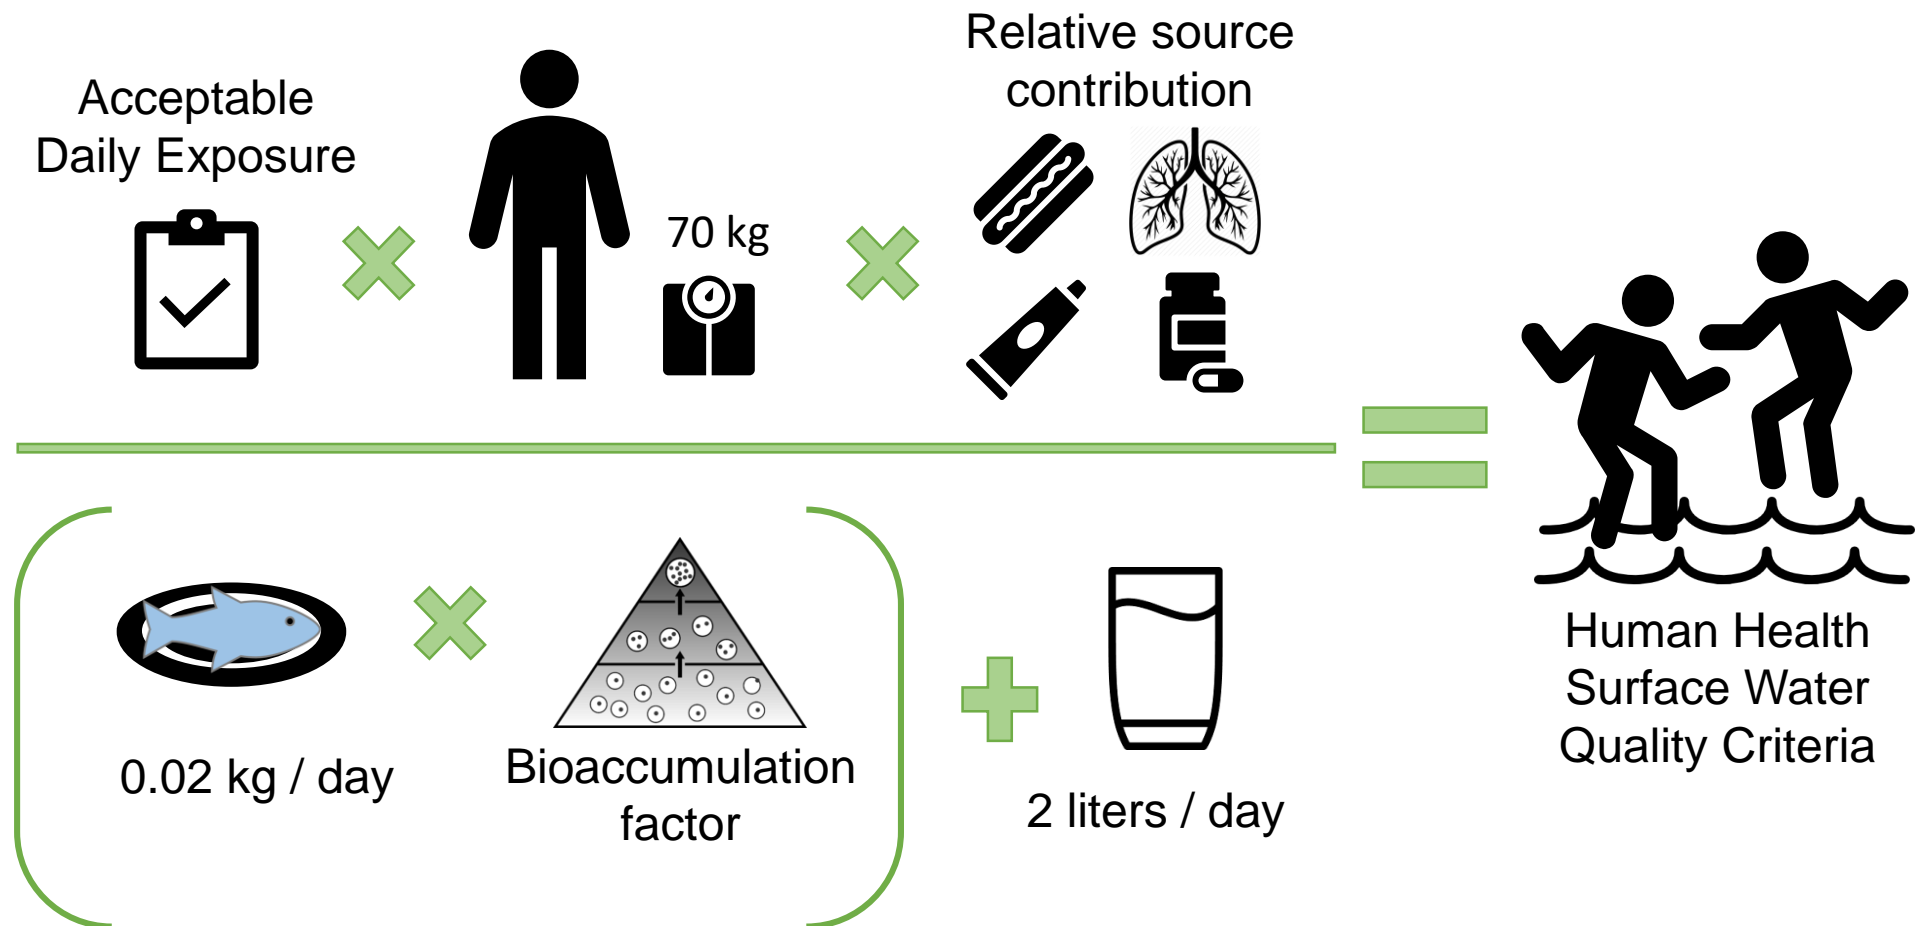 Acceptable
Daily Exposure
70 kg
Relative source
contribution
0.02 kg / day
Bioaccumulation
factor
2 liters / day
Human Health
Surface Water
Quality Criteria